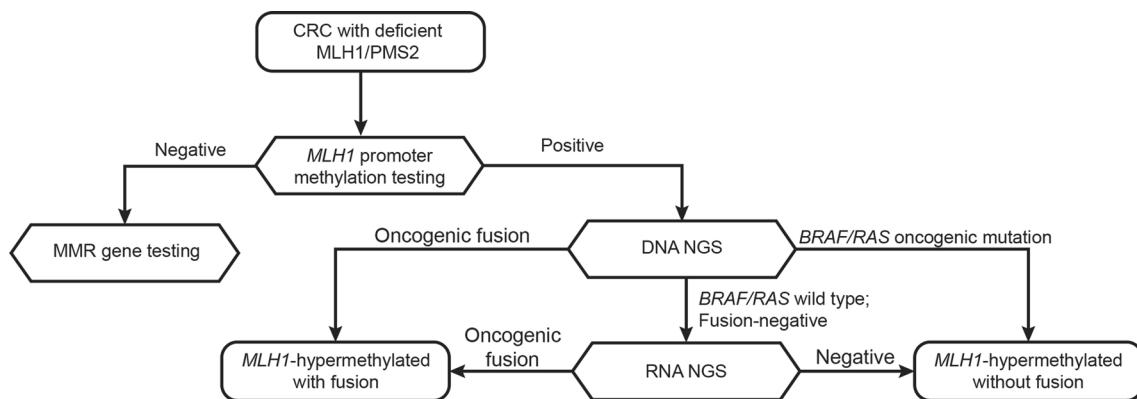 CRC with deficient
MLH1/PMS2
Negative
MLH1 promoter
methylation testing
Positive
MMR gene testing
Oncogenic fusion
DNA NGS
BRAF/RAS oncogenic mutation
BRAF/RAS wild type;
Fusion-negative
MLH1-hypermethylated
with fusion
Oncogenic
fusion
RNA NGS
Negative
MLH1-hypermethylated
without fusion